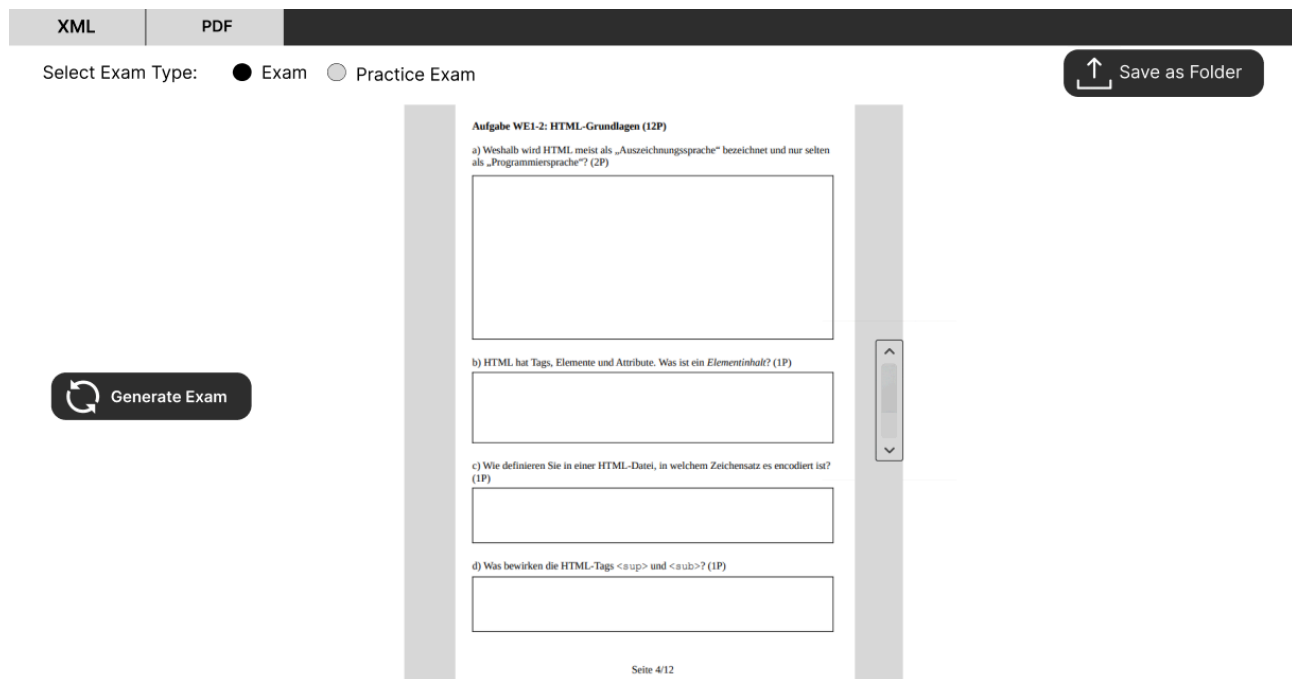 XML
PDF
Select Exam Type:
Exam
Practice Exam
Save as Folder
Aufgabe WE1-2: HTML-Grundlagen (12P)
a) Weshalb wird HTML meist als „Auszeichnungssprache“ bezeichnet und nur selten
als „Programmiersprache“? (2P)
b) HTML hat Tags, Elemente und Attribute. Was ist ein Elementinhalt? (1P)
Generate Exam
c) Wie definieren Sie in einer HTML-Datei, in welchem Zeichensatz es encodiert ist?
(1P)
d) Was bewirken die HTML-Tags <sup> und <sub>? (1P)
Seite 4/12